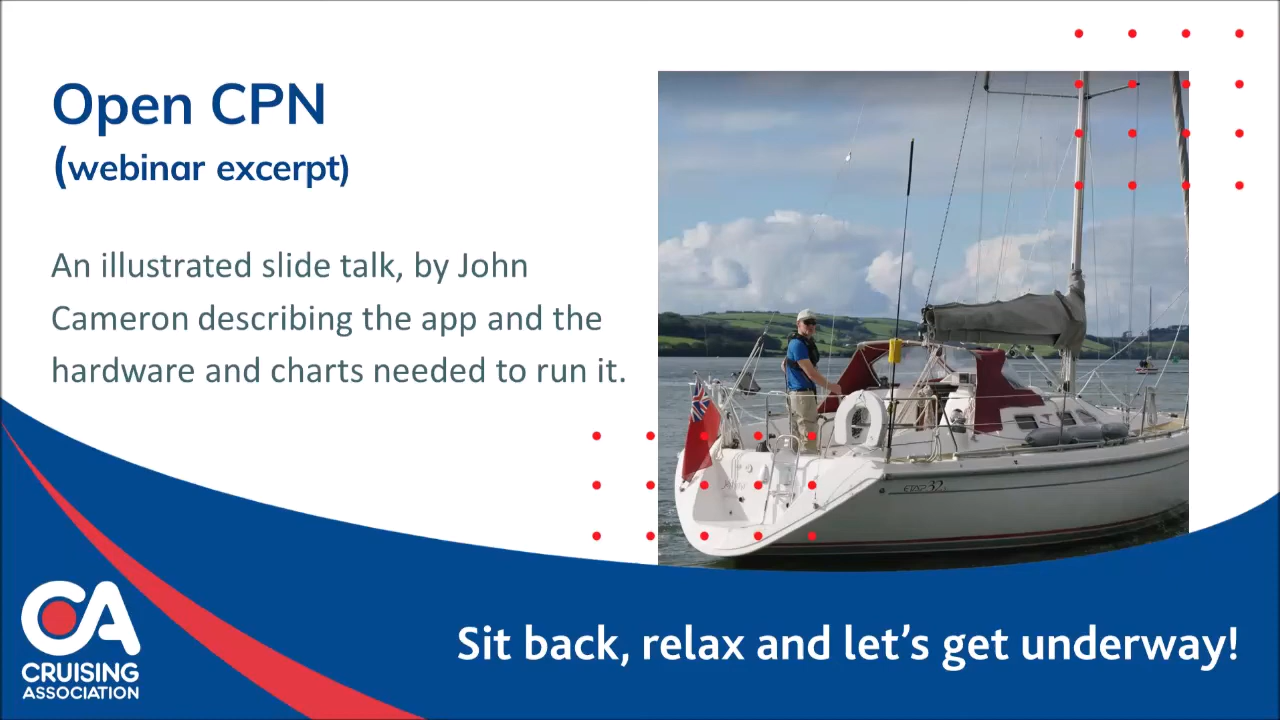 Open CPN
(webinar excerpt)
An illustrated slide talk, by John
Cameron describing the app and the
hardware and charts needed to run it.
Sit back, relax and let’s get underway!
CA
CRUISING
ASSOCIATION